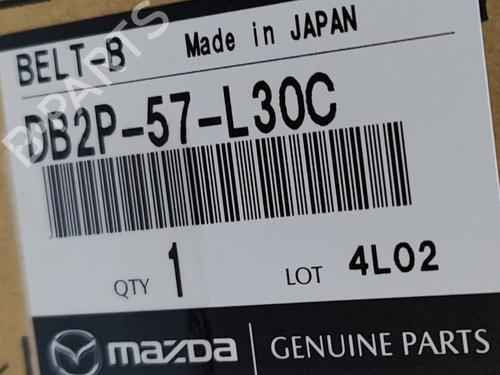 BELT-B Made in JAPAN
DB2P-57-L30C
QTY 1 LOT 4L02
mazda GENUINE PARTS